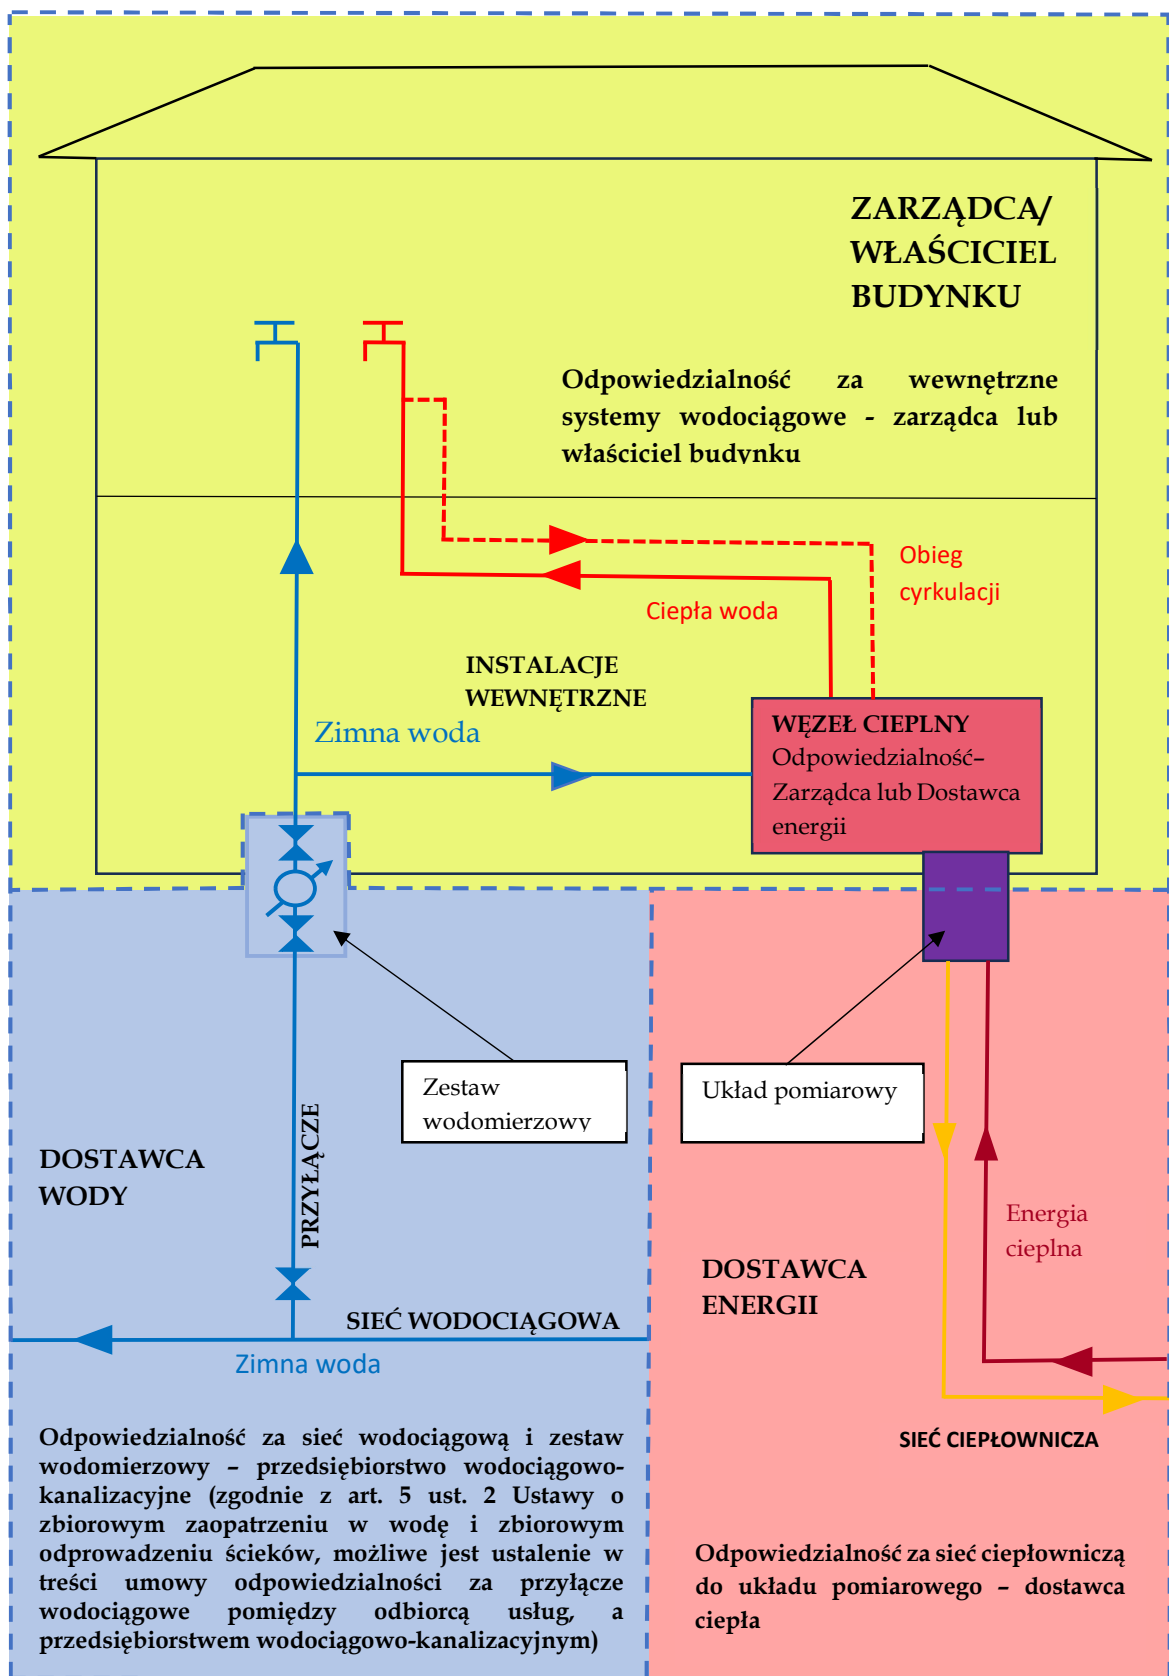 ZARZĄDCA/
WŁAŚCICIEL
BUDYNKU
Odpowiedzialność za wewnętrzne
systemy wodociągowe - zarządca lub
właściciel budynku
Obieg
cyrkulacji
Ciepła woda
INSTALACJE
WEWNĘTRZNE
Zimna woda
WĘZEŁ CIEPLNY
Odpowiedzialność–
Zarządca lub Dostawca
energii
Zestaw
wodomierzowy
Układ pomiarowy
PRZYŁĄCZE
DOSTAWCA
WODY
Energia
cieplna
DOSTAWCA
ENERGII
SIEĆ WODOCIĄGOWA
Zimna woda
SIEĆ CIEPŁOWNICZA
Odpowiedzialność za sieć wodociągową i zestaw
wodomierzowy – przedsiębiorstwo wodociągowo-
kanalizacyjne (zgodnie z art. 5 ust. 2 Ustawy o
zbiorowym zaopatrzeniu w wodę i zbiorowym
odprowadzeniu ścieków, możliwe jest ustalenie w
treści umowy odpowiedzialności za przyłącze
wodociągowe pomiędzy odbiorcą usług, a
przedsiębiorstwem wodociągowo-kanalizacyjnym)
Odpowiedzialność za sieć ciepłowniczą
do układu pomiarowego – dostawca
ciepła